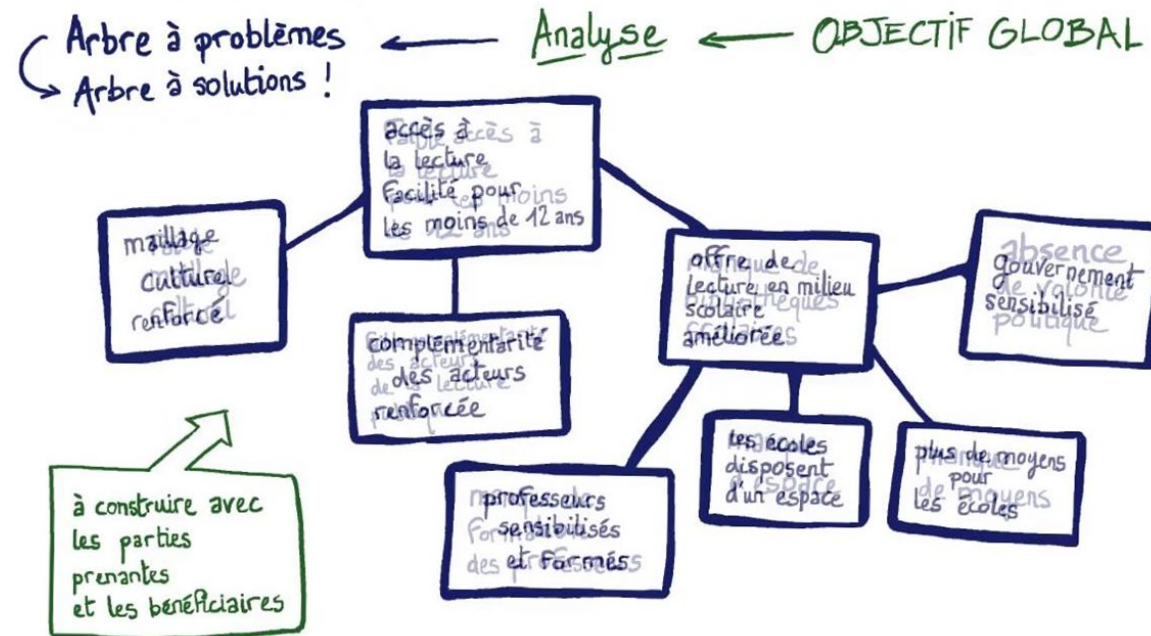 Arbre à problèmes
Arbre à solutions !
Analyse
OBJECTIF GLOBAL
accès à
la lecture
Facilité pour
les moins de 12 ans
maillage
culturel
renforcé
complémentarité
des acteurs
renforcée
offre de
lecture en milieu
scolaire
améliorée
absence
de volonté
politique
gouvernement
sensibilisé
professeurs
sensibilisés
et formés
les écoles
disposent
d'un espace
plus de moyens
pour
les écoles
à construire avec
les parties
prenantes
et les bénéficiaires